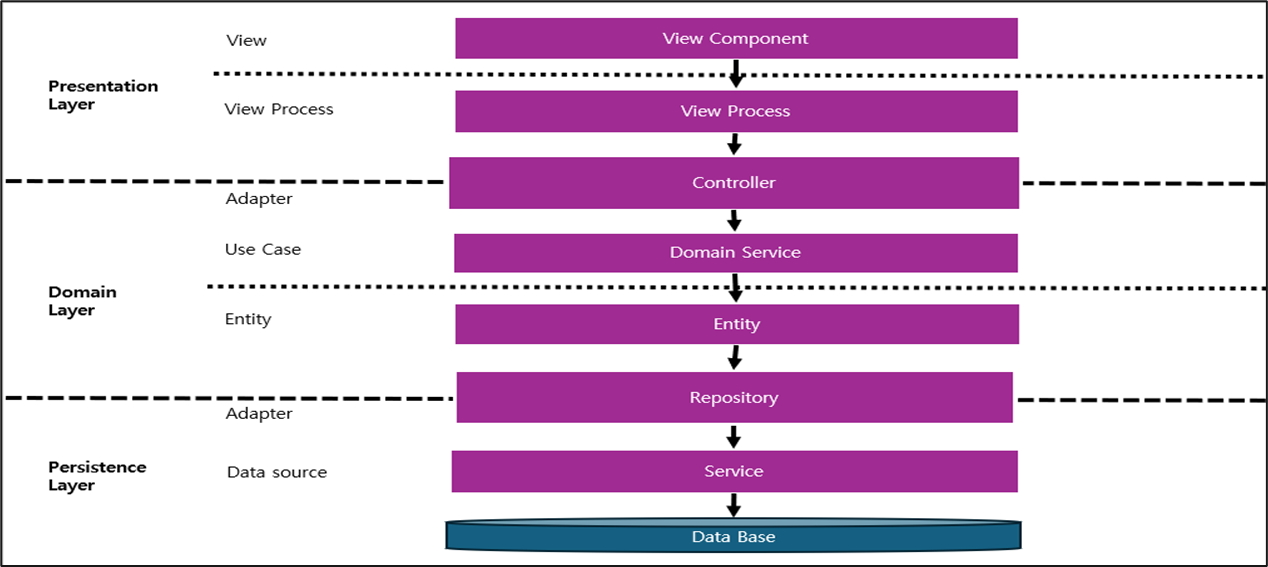 View
View Component
Presentation
Layer
View Process
View Process
Controller
Adapter
Use Case
Domain Service
Domain
Layer
Entity
Entity
Repository
Adapter
Persistence
Layer
Data source
Service
Data Base